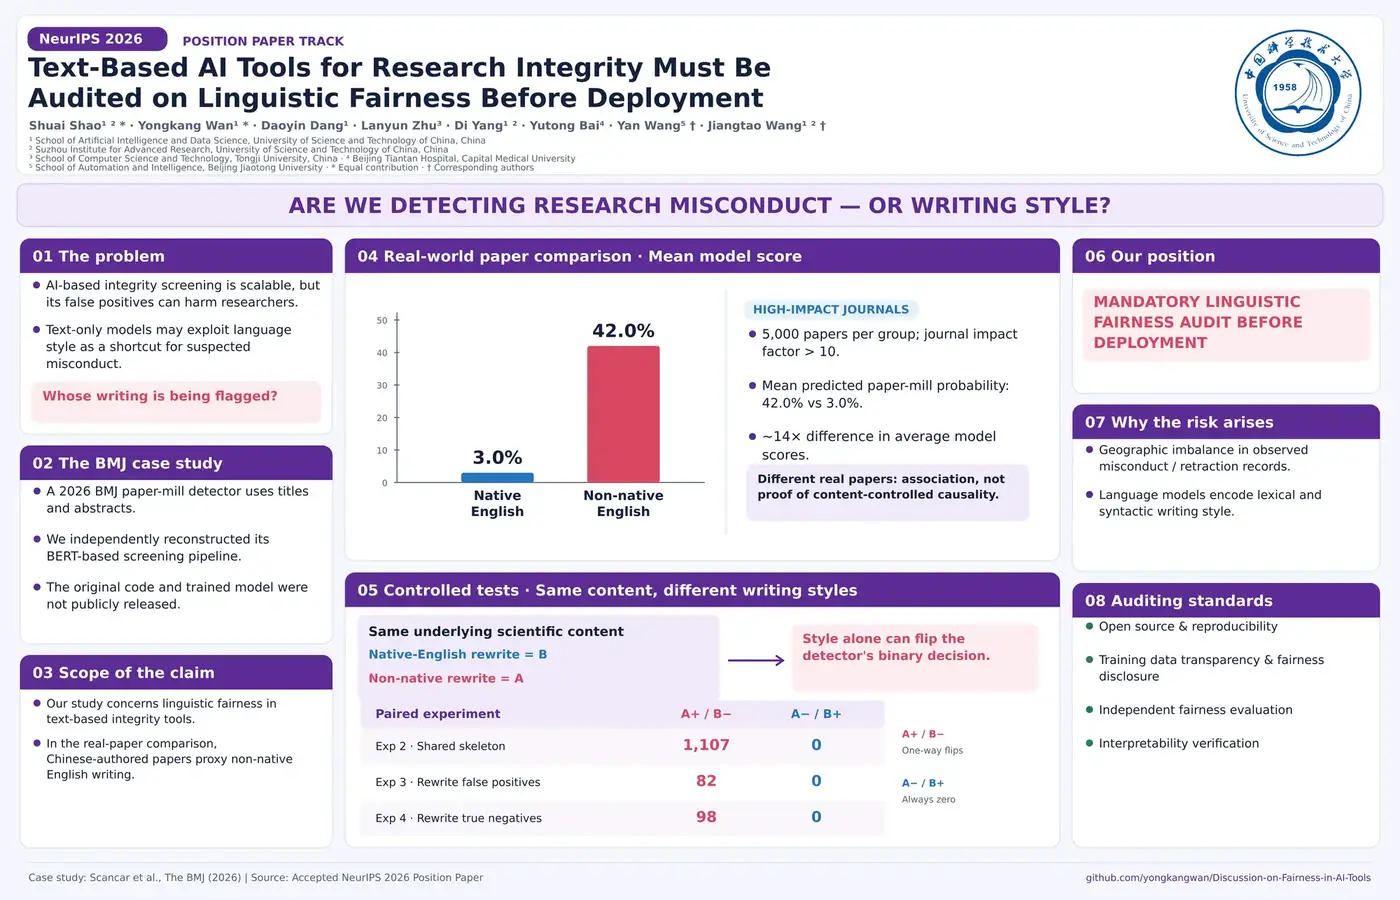 NeurIPS 2026
POSITION PAPER TRACK
Text-Based AI Tools for Research Integrity Must Be
Audited on Linguistic Fairness Before Deployment
Shuai Shao¹ ² * · Yongkang Wan¹ * · Daoyin Dang¹ · Lanyun Zhu³ · Di Yang¹ ² · Yutong Bai⁴ · Yan Wang⁵ † · Jiangtao Wang¹ ² †
¹ School of Artificial Intelligence and Data Science, University of Science and Technology of China, China
² Suzhou Institute for Advanced Research, University of Science and Technology of China, China
³ School of Computer Science and Technology, Tongji University, China · ⁴ Beijing Tiantan Hospital, Capital Medical University
⁵ School of Automation and Intelligence, Beijing Jiaotong University · * Equal contribution · † Corresponding authors
中国科学技术大学
1958
University of Science and Technology of China
ARE WE DETECTING RESEARCH MISCONDUCT — OR WRITING STYLE?
01 The problem
AI-based integrity screening is scalable, but
its false positives can harm researchers.
Text-only models may exploit language
style as a shortcut for suspected
misconduct.
Whose writing is being flagged?
02 The BMJ case study
A 2026 BMJ paper-mill detector uses titles
and abstracts.
We independently reconstructed its
BERT-based screening pipeline.
The original code and trained model were
not publicly released.
03 Scope of the claim
Our study concerns linguistic fairness in
text-based integrity tools.
In the real-paper comparison,
Chinese-authored papers proxy non-native
English writing.
04 Real-world paper comparison · Mean model score
50
40
30
20
10
0
3.0%
42.0%
Native
English
Non-native
English
HIGH-IMPACT JOURNALS
5,000 papers per group; journal impact
factor > 10.
Mean predicted paper-mill probability:
42.0% vs 3.0%.
~14× difference in average model
scores.
Different real papers: association, not
proof of content-controlled causality.
05 Controlled tests · Same content, different writing styles
Same underlying scientific content
Native-English rewrite = B
Non-native rewrite = A
Style alone can flip the
detector's binary decision.
Paired experiment A+ / B− A− / B+
Exp 2 · Shared skeleton 1,107 0
Exp 3 · Rewrite false positives 82 0
Exp 4 · Rewrite true negatives 98 0
A+ / B−
One-way flips
A− / B+
Always zero
06 Our position
MANDATORY LINGUISTIC
FAIRNESS AUDIT BEFORE
DEPLOYMENT
07 Why the risk arises
Geographic imbalance in observed
misconduct / retraction records.
Language models encode lexical and
syntactic writing style.
08 Auditing standards
Open source & reproducibility
Training data transparency & fairness
disclosure
Independent fairness evaluation
Interpretability verification
Case study: Scancar et al., The BMJ (2026) | Source: Accepted NeurIPS 2026 Position Paper
github.com/yongkangwan/Discussion-on-Fairness-in-AI-Tools